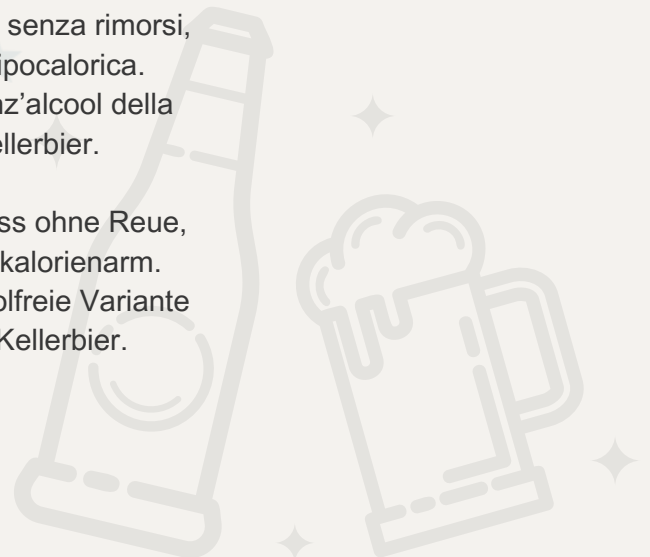 senza rimorsi,
ipocalorica.
nz’alcool della
ellerbier.
ss ohne Reue,
kalorienarm.
olfreie Variante
Kellerbier.